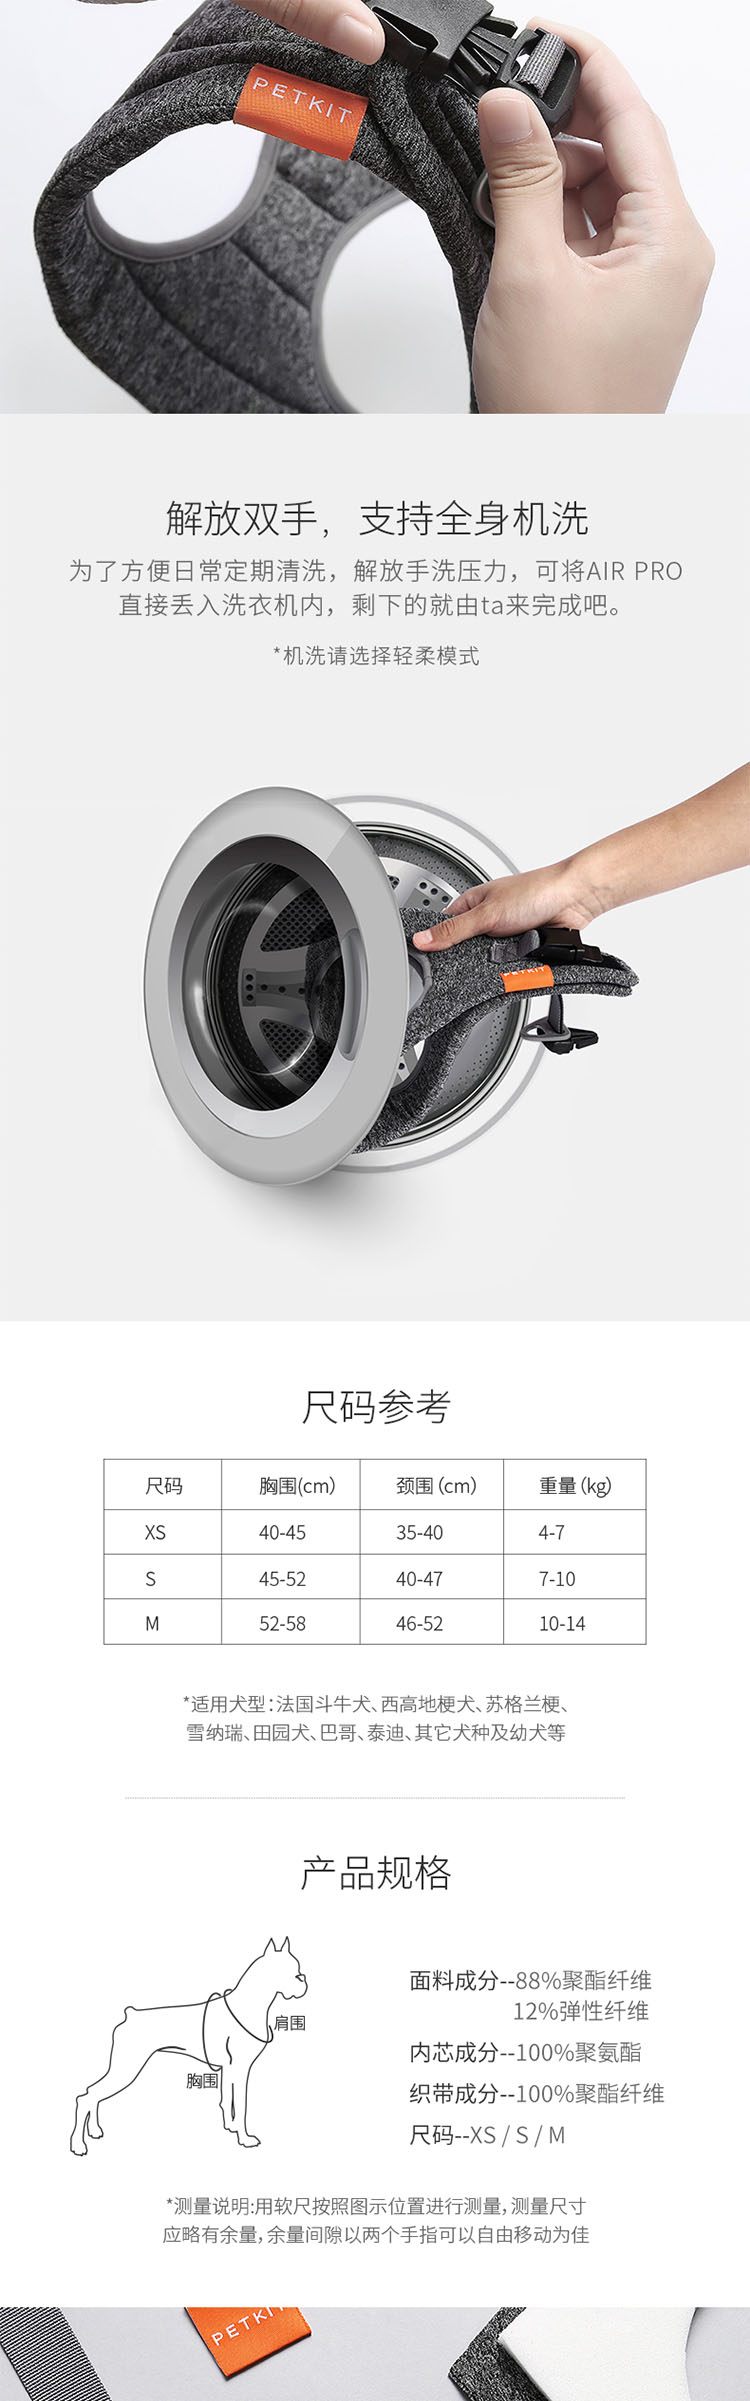 PETKIT
解放双手，支持全身机洗
为了方便日常定期清洗，解放手洗压力，可将AIR PRO
直接丢入洗衣机内，剩下的就由ta来完成吧。
*机洗请选择轻柔模式
PETKIT
尺码参考
尺码 胸围(cm) 颈围(cm) 重量(kg)
XS 40-45 35-40 4-7
S 45-52 40-47 7-10
M 52-58 46-52 10-14
*适用犬型：法国斗牛犬、西高地梗犬、苏格兰梗、
雪纳瑞、田园犬、巴哥、泰迪、其它犬种及幼犬等
产品规格
肩围
胸围
面料成分--88%聚酯纤维
12%弹性纤维
内芯成分--100%聚氨酯
织带成分--100%聚酯纤维
尺码--XS / S / M
*测量说明:用软尺按照图示位置进行测量，测量尺寸
应略有余量，余量间隙以两个手指可以自由移动为佳
PETKIT